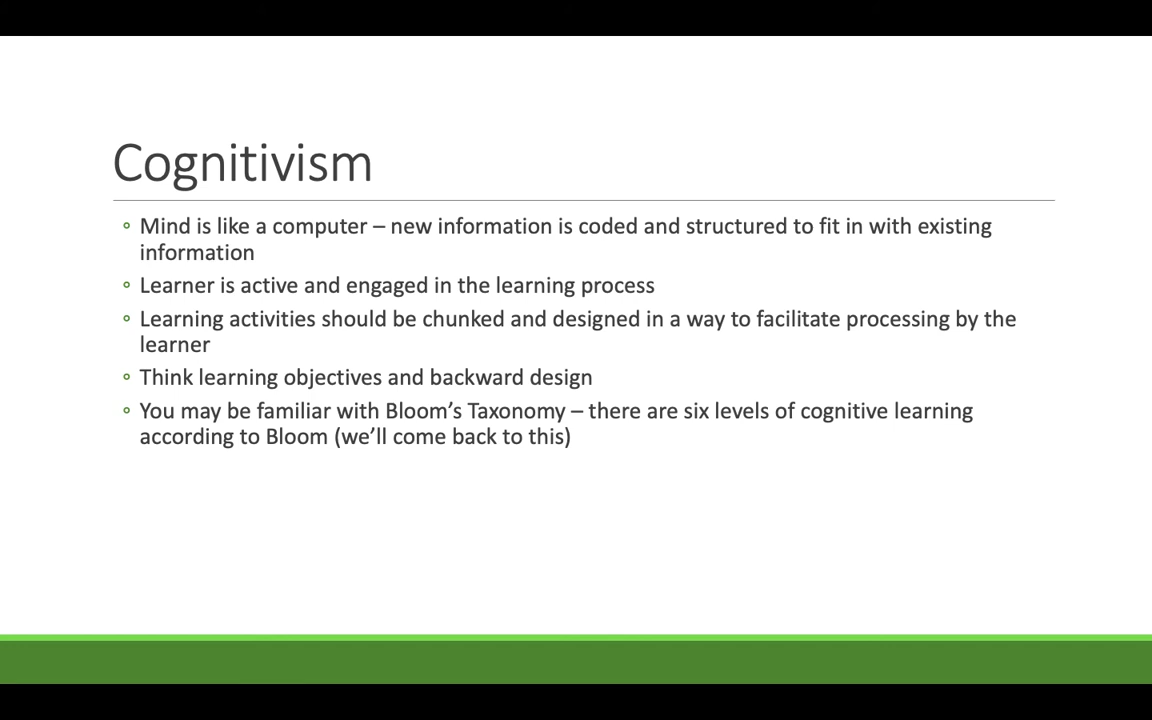 Cognitivism
◦ Mind is like a computer – new information is coded and structured to fit in with existing
information
◦ Learner is active and engaged in the learning process
◦ Learning activities should be chunked and designed in a way to facilitate processing by the
learner
◦ Think learning objectives and backward design
◦ You may be familiar with Bloom’s Taxonomy – there are six levels of cognitive learning
according to Bloom (we’ll come back to this)